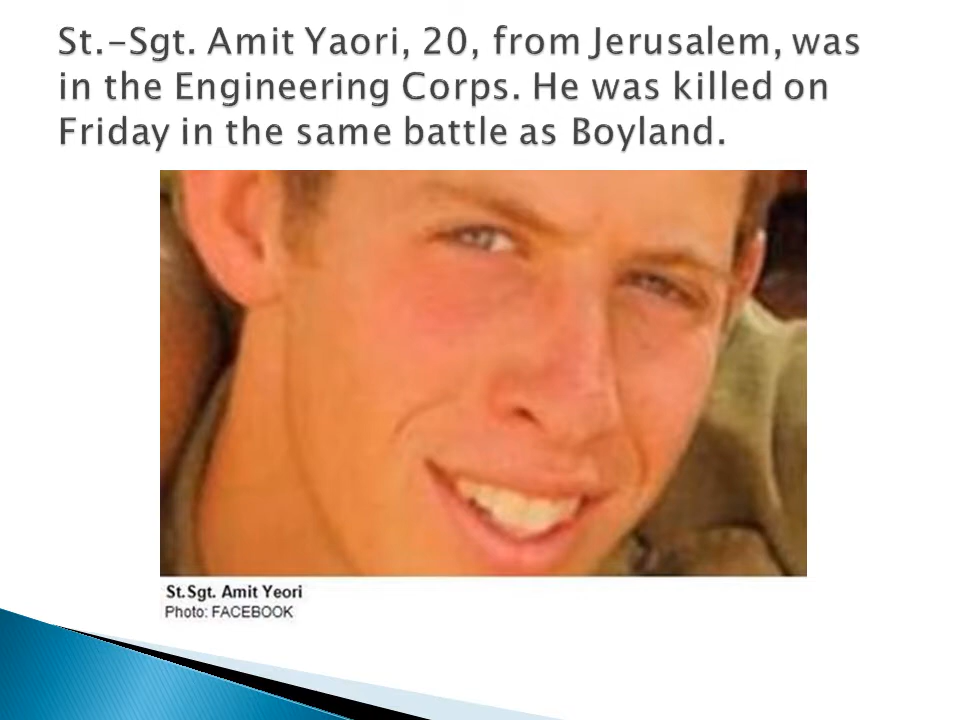 St.-Sgt. Amit Yaori, 20, from Jerusalem, was
in the Engineering Corps. He was killed on
Friday in the same battle as Boyland.
St.Sgt. Amit Yeori
Photo: FACEBOOK